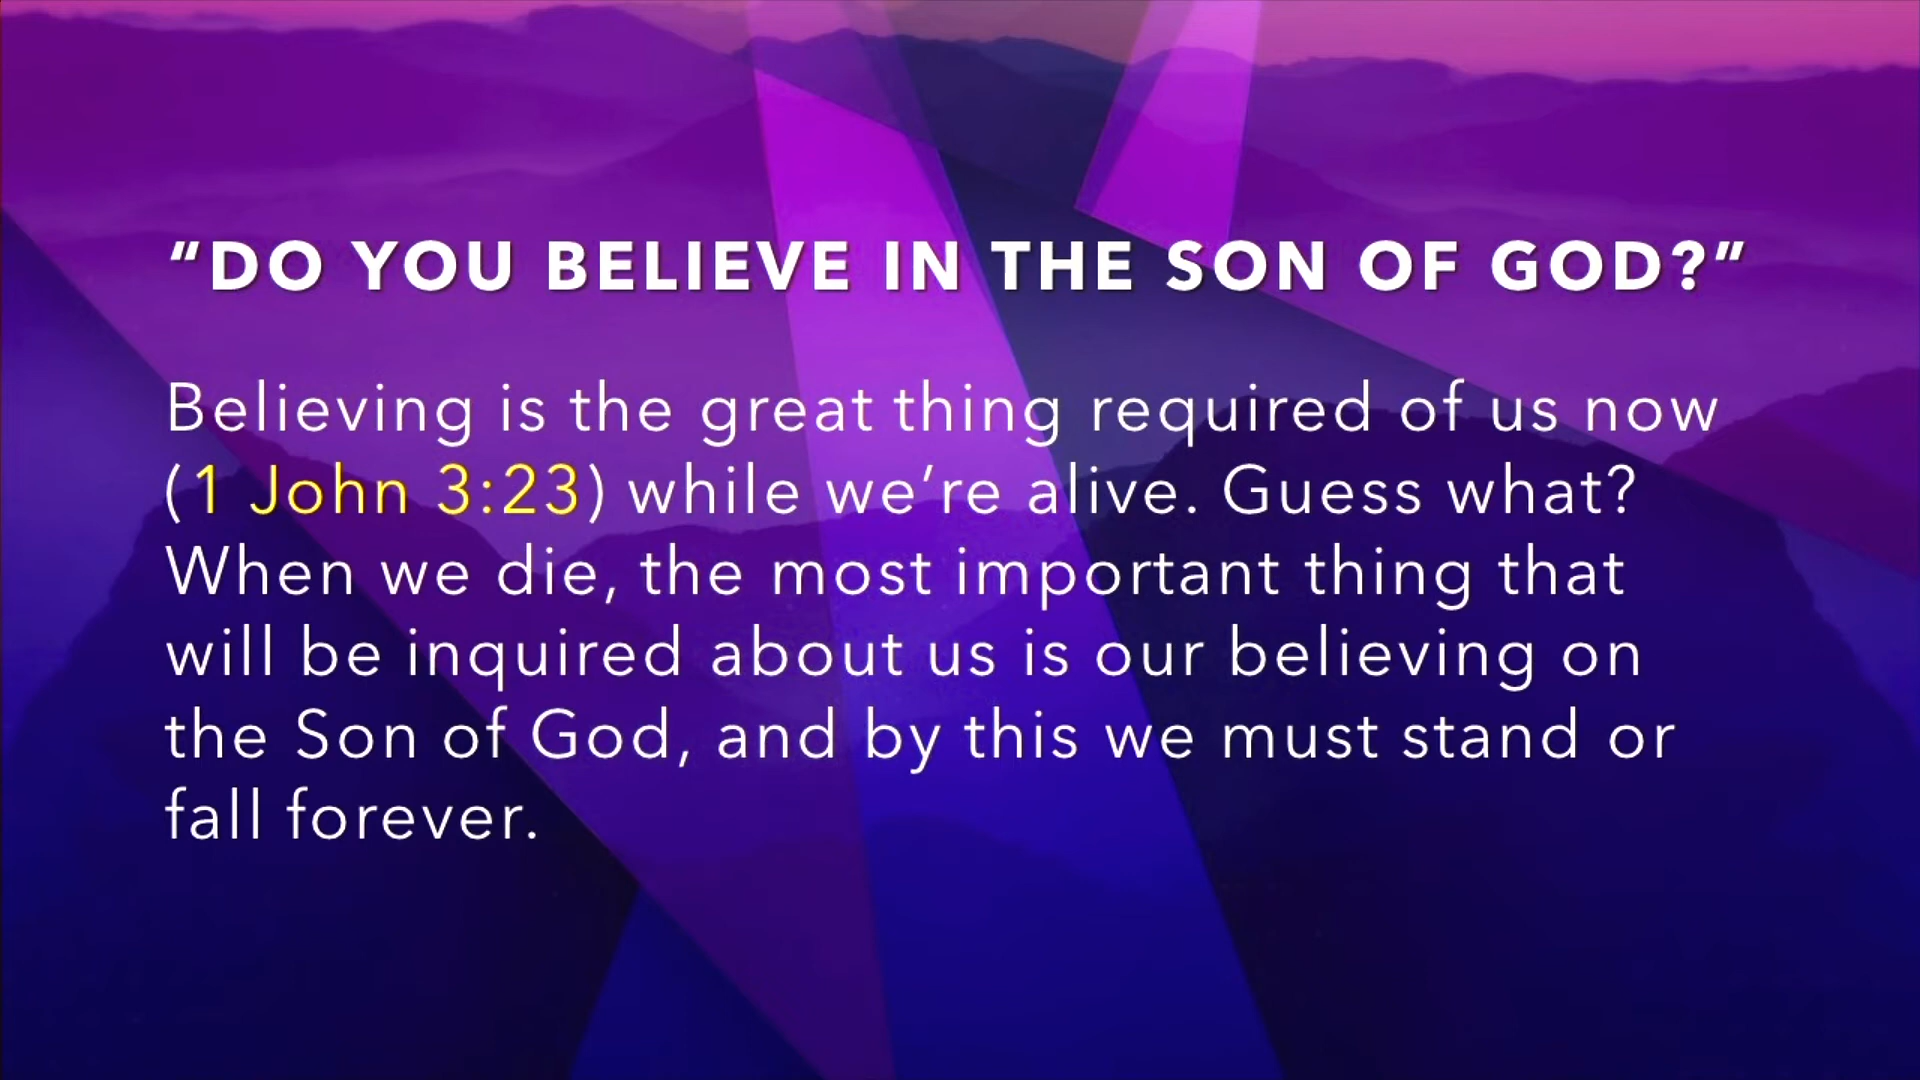 “DO YOU BELIEVE IN THE SON OF GOD?”
Believing is the great thing required of us now
(1 John 3:23) while we’re alive. Guess what?
When we die, the most important thing that
will be inquired about us is our believing on
the Son of God, and by this we must stand or
fall forever.